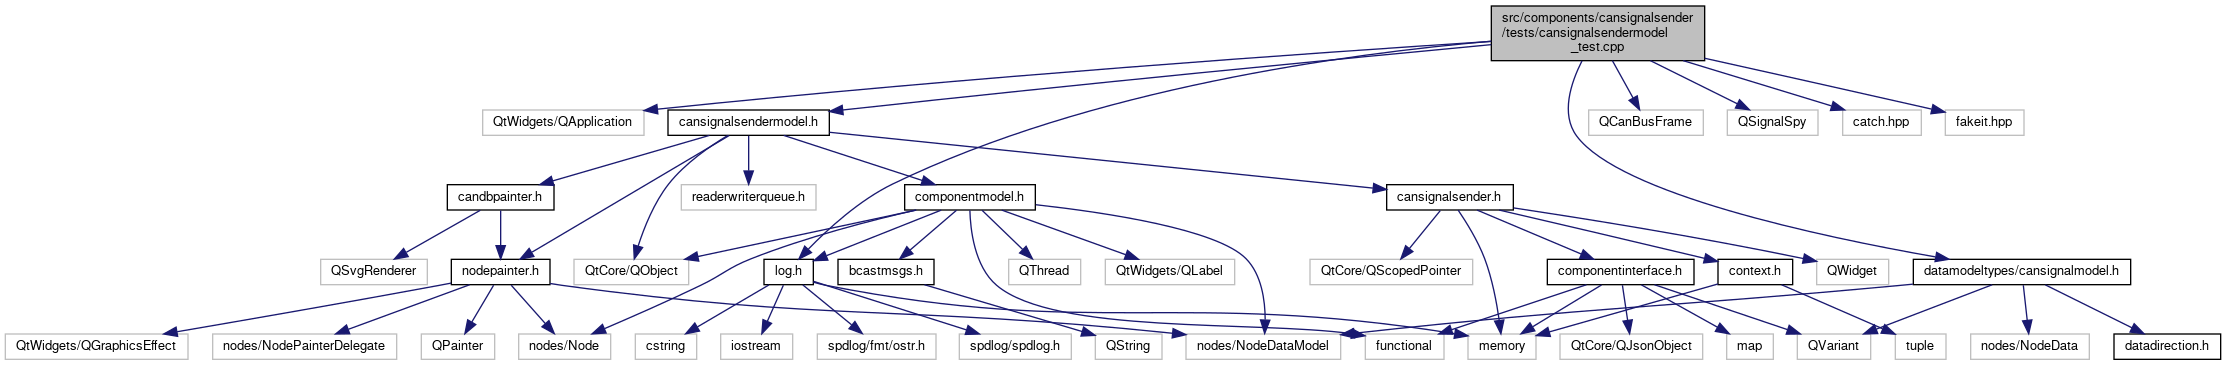 src/components/cansignalsender
/tests/cansignalsendermodel
_test.cpp
QtWidgets/QApplication
cansignalsendermodel.h
QCanBusFrame
QSignalSpy
catch.hpp
fakeit.hpp
candbpainter.h
readerwriterqueue.h
componentmodel.h
cansignalsender.h
QSvgRenderer
nodepainter.h
QtCore/QObject
log.h
bcastmsgs.h
QThread
QtWidgets/QLabel
QtCore/QScopedPointer
componentinterface.h
context.h
QWidget
datamodeltypes/cansignalmodel.h
QtWidgets/QGraphicsEffect
nodes/NodePainterDelegate
QPainter
nodes/Node
cstring
iostream
spdlog/fmt/ostr.h
spdlog/spdlog.h
QString
nodes/NodeDataModel
functional
memory
QtCore/QJsonObject
map
QVariant
tuple
nodes/NodeData
datadirection.h